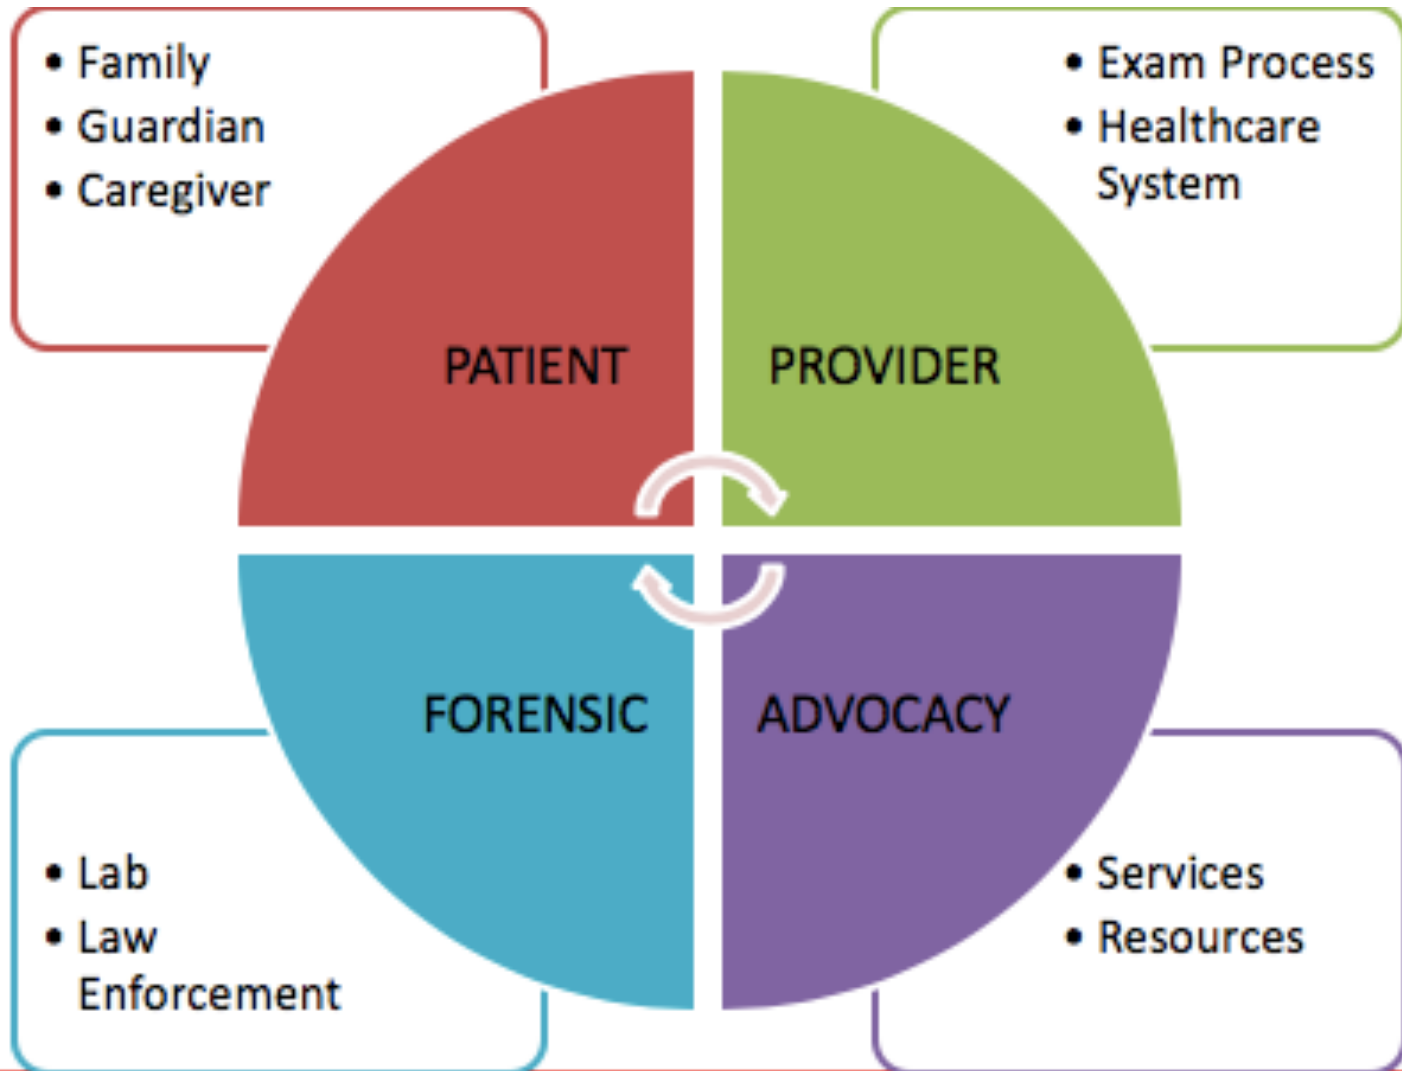 • Family
• Guardian
• Caregiver
• Exam Process
• Healthcare
System
PATIENT
PROVIDER
FORENSIC
ADVOCACY
• Lab
• Law
Enforcement
• Services
• Resources